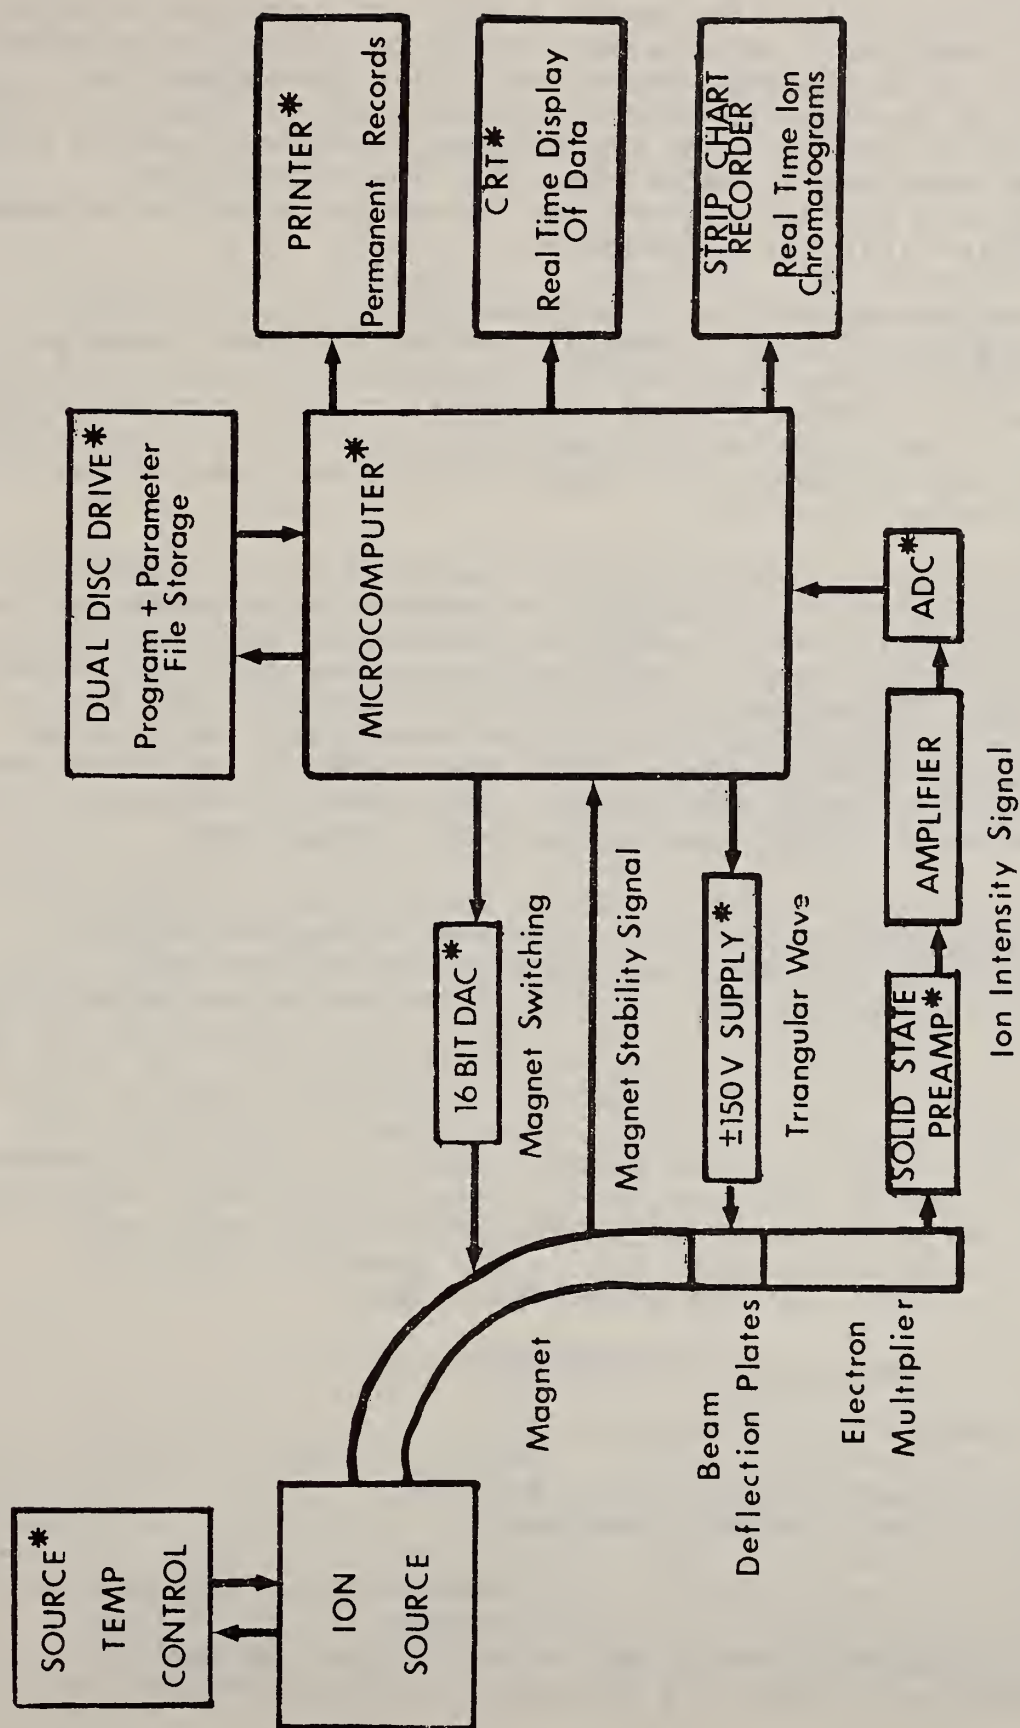 SOURCE*
TEMP
CONTROL
ION
SOURCE
DUAL DISC DRIVE*
Program + Parameter
File Storage
MICROCOMPUTER*
PRINTER*
Permanent Records
CRT*
Real Time Display
Of Data
STRIP CHART
RECORDER
Real Time Ion
Chromatograms
16 BIT DAC*
Magnet Switching
Magnet Stability Signal
±150 V SUPPLY*
Triangular Wave
Magnet
Beam
Deflection Plates
Electron
Multiplier
SOLID STATE
PREAMP*
AMPLIFIER
ADC*
Ion Intensity Signal